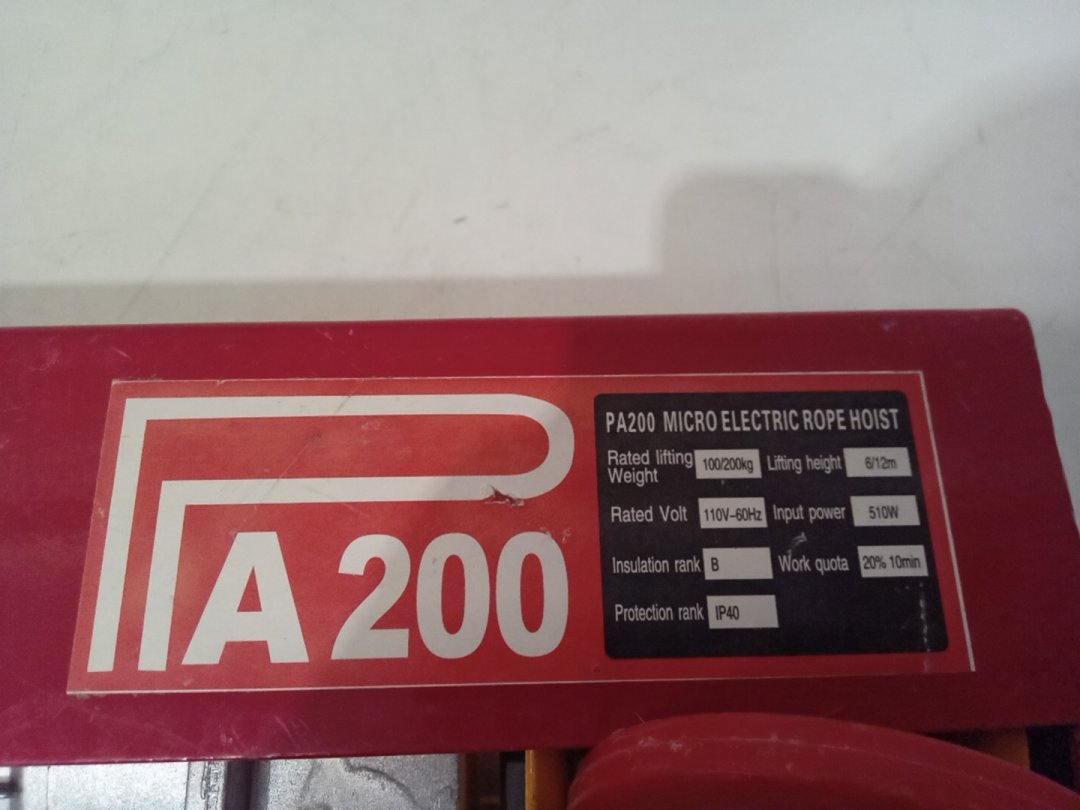 PA 200
PA200 MICRO ELECTRIC ROPE HOIST
Rated lifting Weight 100/200kg Lifting height 6/12m
Rated Volt 110V-60Hz Input power 510W
Insulation rank B Work quota 20% 10min
Protection rank IP40